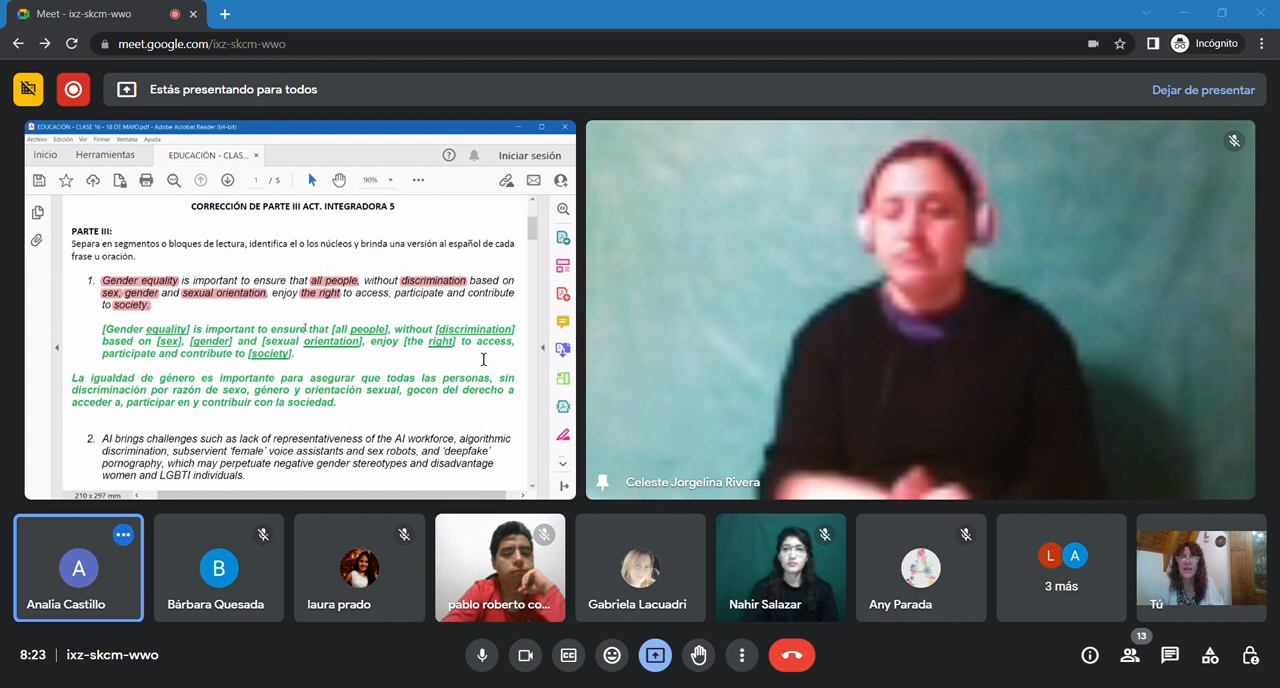 Meet - ixz-skcm-wwo
meet.google.com/ixz-skcm-wwo
Incógnito
Estás presentando para todos
Dejar de presentar
EDUCACIÓN - CLASE 16 - 18 DE MAYO.pdf - Adobe Acrobat Reader (64-bit)
Archivo Edición Ver Firmar Ventana Ayuda
Inicio Herramientas EDUCACIÓN - CLAS... Iniciar sesión
1 / 5 90%
CORRECCIÓN DE PARTE III ACT. INTEGRADORA 5
PARTE III:
Separa en segmentos o bloques de lectura, identifica el o los núcleos y brinda una versión al español de cada
frase u oración.
1. Gender equality is important to ensure that all people, without discrimination based on
sex, gender and sexual orientation, enjoy the right to access, participate and contribute
to society.
[Gender equality] is important to ensure that [all people], without [discrimination]
based on [sex], [gender] and [sexual orientation], enjoy [the right] to access,
participate and contribute to [society].
La igualdad de género es importante para asegurar que todas las personas, sin
discriminación por razón de sexo, género y orientación sexual, gocen del derecho a
acceder a, participar en y contribuir con la sociedad.
2. AI brings challenges such as lack of representativeness of the AI workforce, algorithmic
discrimination, subservient 'female' voice assistants and sex robots, and 'deepfake'
pornography, which may perpetuate negative gender stereotypes and disadvantage
women and LGBTI individuals.
210 x 297 mm
Celeste Jorgelina Rivera
A
Analia Castillo
B
Bárbara Quesada
laura prado
pablo roberto co...
Gabriela Lacuadri
Nahir Salazar
Any Parada
L A
3 más
Tú
8:23 ixz-skcm-wwo
13